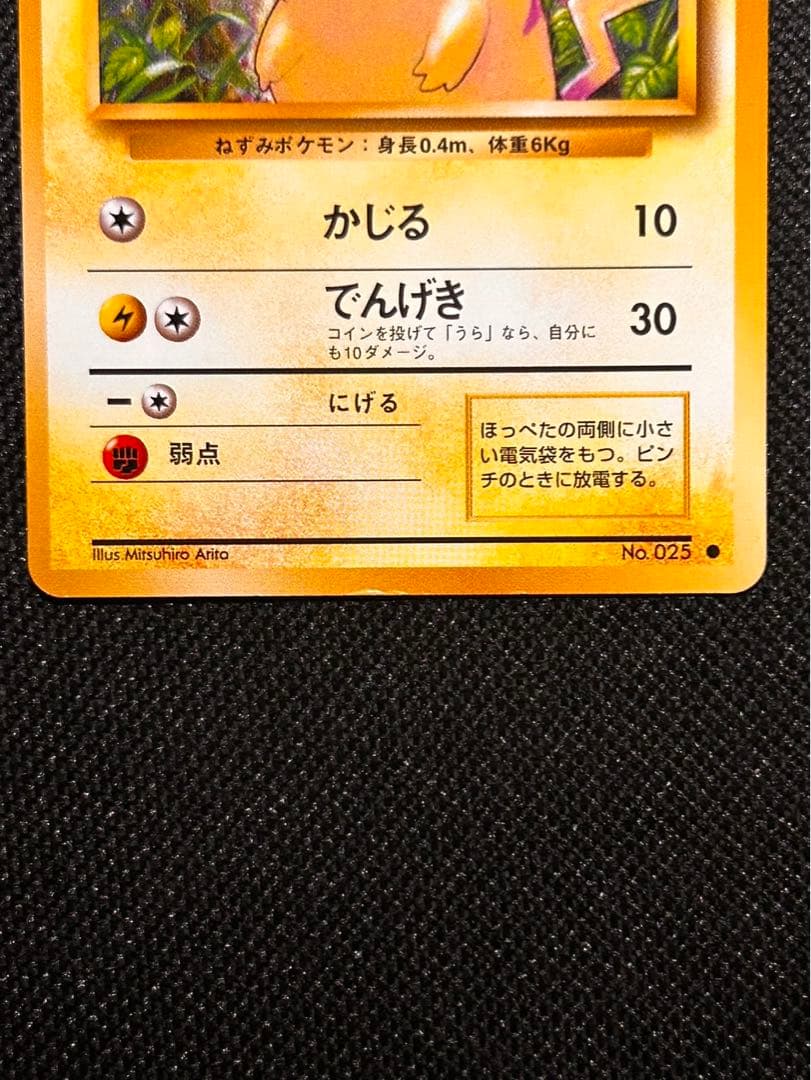 ねずみポケモン：身長0.4m、体重6Kg
かじる 10
でんげき 30
コインを投げて「うら」なら、自分に
も10ダメージ。
にげる
弱点
ほっぺたの両側に小さ
い電気袋をもつ。ピン
チのときに放電する。
Illus. Mitsuhiro Arita No. 025 ●